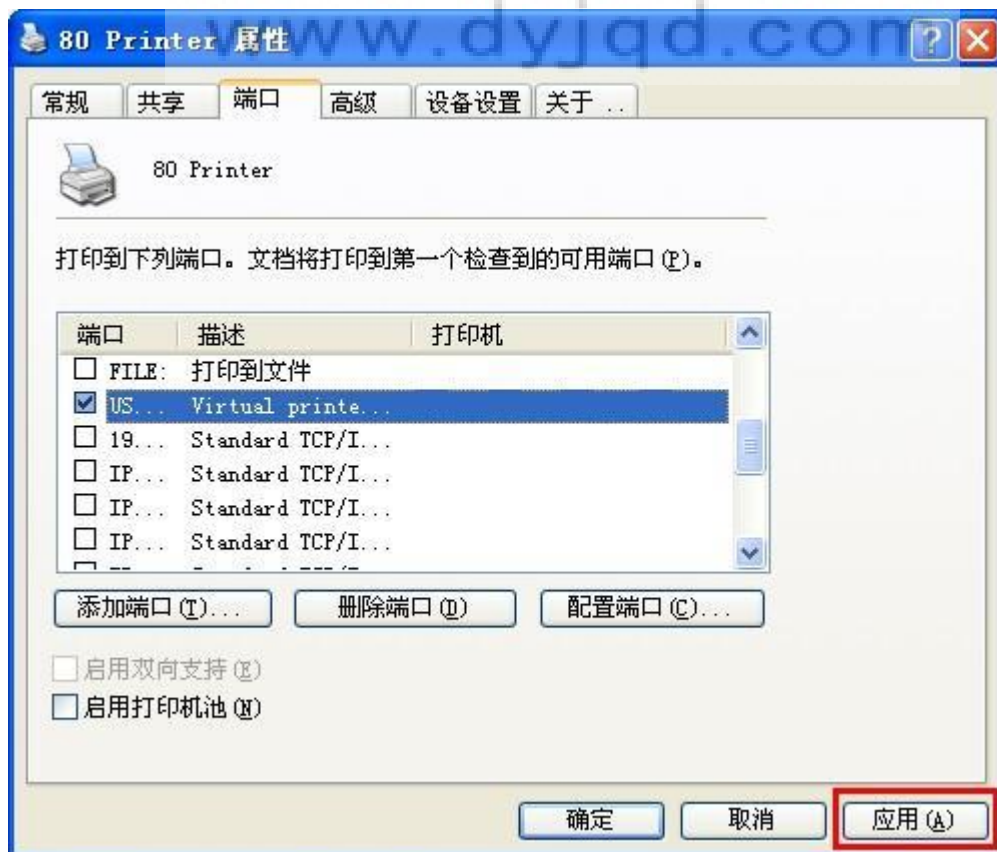 www.dyjqd.com
80 Printer 属性
常规 共享 端口 高级 设备设置 关于 ..
80 Printer
打印到下列端口。文档将打印到第一个检查到的可用端口(P)。
端口 描述 打印机
FILE: 打印到文件
US... Virtual printe...
19... Standard TCP/I...
IP... Standard TCP/I...
IP... Standard TCP/I...
IP... Standard TCP/I...
添加端口(T)... 删除端口(D) 配置端口(C)...
启用双向支持(E)
启用打印机池(N)
确定 取消 应用(A)